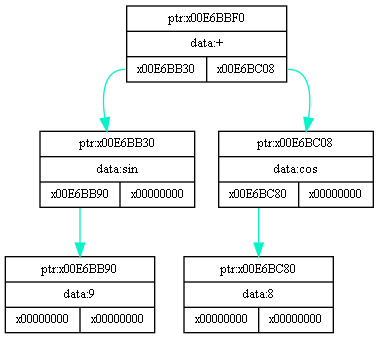 ptr:x00E6BBF0
data:+
x00E6BB30 x00E6BC08
ptr:x00E6BB30 ptr:x00E6BC08
data:sin data:cos
x00E6BB90 x00000000 x00E6BC80 x00000000
ptr:x00E6BB90 ptr:x00E6BC80
data:9 data:8
x00000000 x00000000 x00000000 x00000000